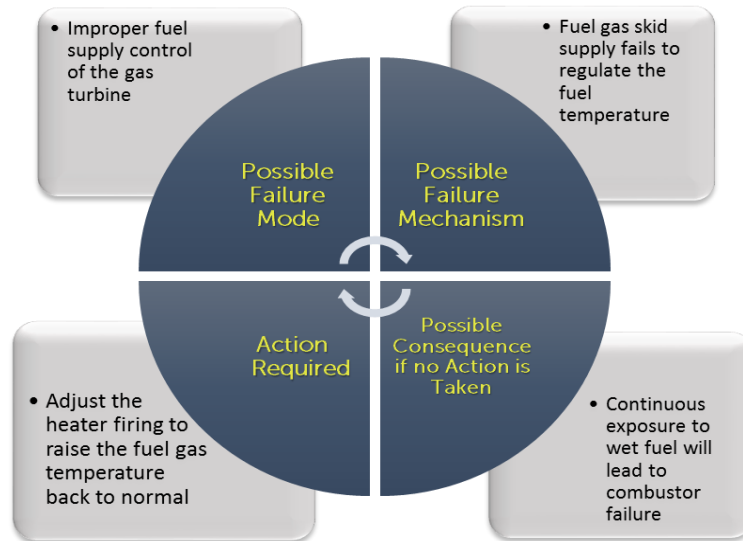 • Improper fuel
supply control
of the gas
turbine
• Fuel gas skid
supply fails to
regulate the
fuel
temperature
Possible
Failure
Mode
Possible
Failure
Mechanism
Action
Required
Possible
Consequence
if no Action is
Taken
• Adjust the
heater firing to
raise the fuel gas
temperature
back to normal
• Continuous
exposure to
wet fuel will
lead to
combustor
failure